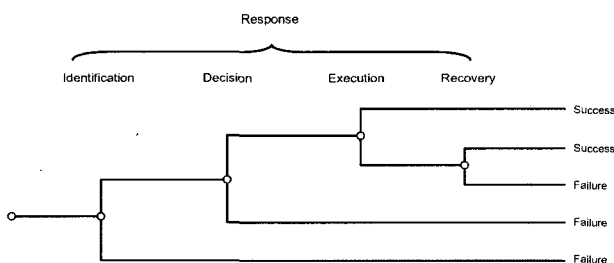 Response
Identification Decision Execution Recovery
Success
Success
Failure
Failure
Failure